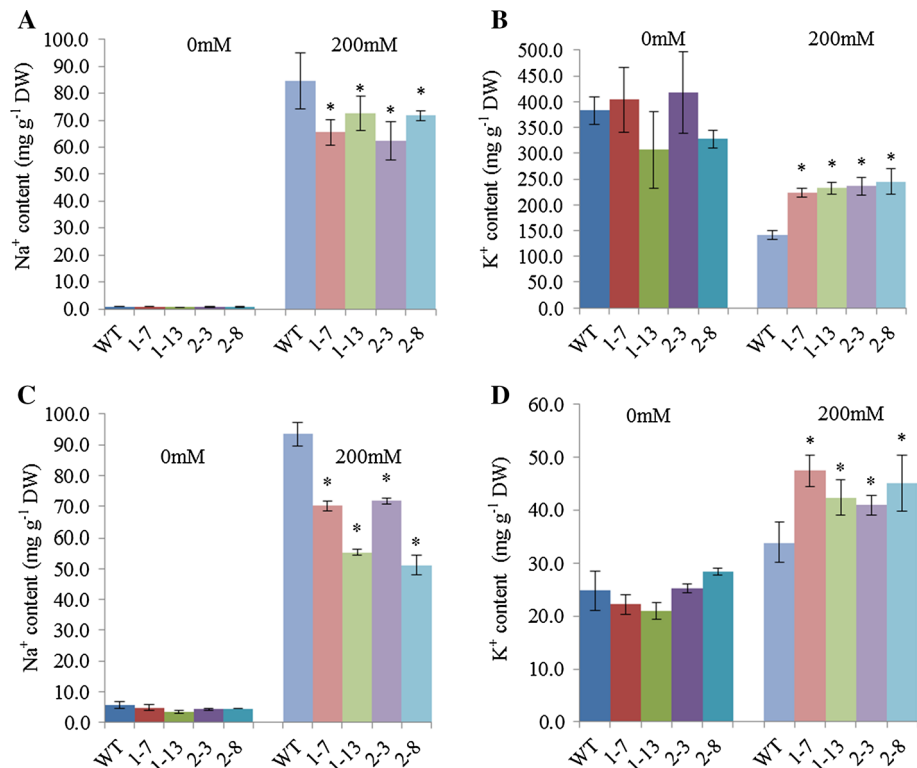 A
0mM
200mM
Na⁺ content (mg g⁻¹ DW)
100.0
90.0
80.0
70.0
60.0
50.0
40.0
30.0
20.0
10.0
0.0
* * * *
WT 1-7 1-13 2-3 2-8 WT 1-7 1-13 2-3 2-8
B
0mM
200mM
K⁺ content (mg g⁻¹ DW)
500.0
450.0
400.0
350.0
300.0
250.0
200.0
150.0
100.0
50.0
0.0
* * * *
WT 1-7 1-13 2-3 2-8 WT 1-7 1-13 2-3 2-8
C
0mM
200mM
Na⁺ content (mg g⁻¹ DW)
100.0
90.0
80.0
70.0
60.0
50.0
40.0
30.0
20.0
10.0
0.0
* * * *
WT 1-7 1-13 2-3 2-8 WT 1-7 1-13 2-3 2-8
D
0mM
200mM
K⁺ content (mg g⁻¹ DW)
60.0
50.0
40.0
30.0
20.0
10.0
0.0
* * * *
WT 1-7 1-13 2-3 2-8 WT 1-7 1-13 2-3 2-8